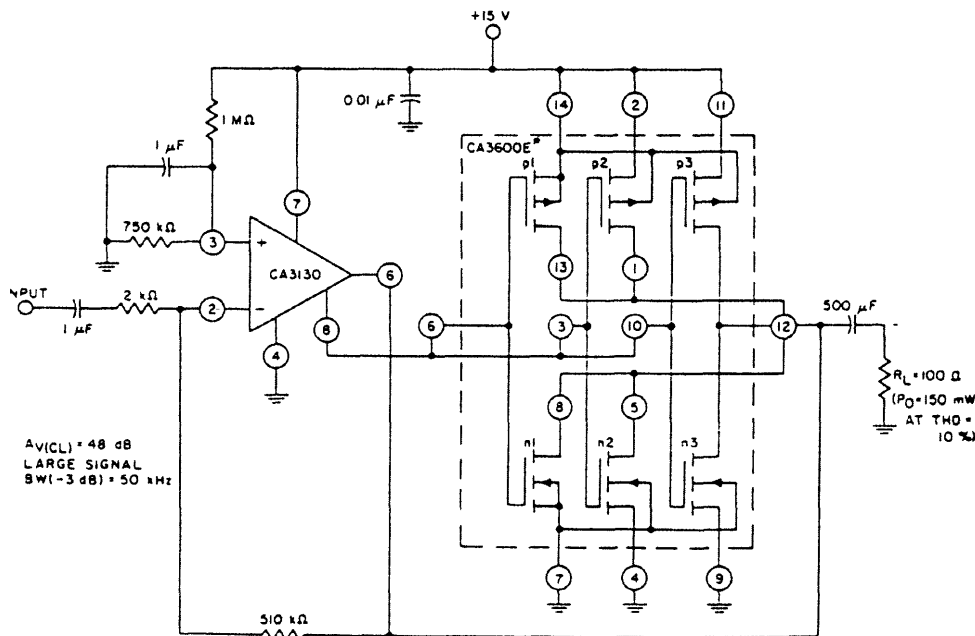 +15 V
0.01 µF
1 MΩ
1 µF
14
2
11
CA3600E*
p1
p2
p3
7
750 kΩ
3
+
CA3130
6
13
1
500 µF
2 kΩ
2
−
1 µF
8
6
3
10
12
-
4
8
5
RL=100 Ω
(PO=150 mW
AT THD=
10 %)
AV(CL) = 48 dB
LARGE SIGNAL
BW(-3 dB) = 50 kHz
n1
n2
n3
7
4
9
510 kΩ